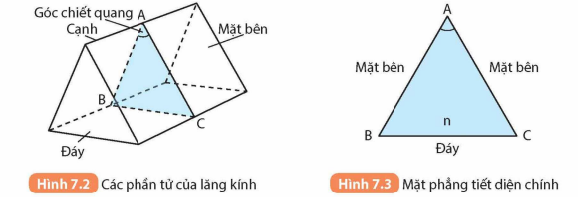 Góc chiết quang
A
Cạnh
Mặt bên
B
C
Đáy
Hình 7.2 Các phần tử của lăng kính
A
Mặt bên
Mặt bên
n
B
C
Đáy
Hình 7.3 Mặt phẳng tiết diện chính